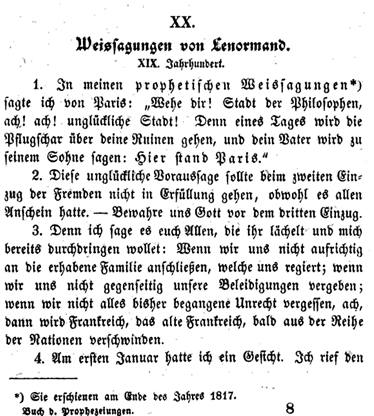 XX.
Weissagungen von Lenormand.
XIX. Jahrhundert.
1. In meinen prophetischen Weissagungen*)
sagte ich von Paris: „Wehe dir! Stadt der Philosophen,
ach! ach! unglückliche Stadt! Denn eines Tages wird die
Pflugschar über deine Ruinen gehen, und dein Vater wird zu
seinem Sohne sagen: Hier stand Paris.“
2. Diese unglückliche Voraussage sollte beim zweiten Ein-
zug der Fremden nicht in Erfüllung gehen, obwohl es allen
Anschein hatte. — Bewahre uns Gott vor dem dritten Einzug.
3. Denn ich sage es euch Allen, die ihr lächelt und mich
bereits durchdringen wollet: Wenn wir uns nicht aufrichtig
an die erhabene Familie anschließen, welche uns regiert; wenn
wir uns nicht gegenseitig unsere Beleidigungen vergeben;
wenn wir nicht alles bisher begangene Unrecht vergessen, ach,
dann wird Frankreich, das alte Frankreich, bald aus der Reihe
der Nationen verschwinden.
4. Am ersten Januar hatte ich ein Gesicht. Ich rief den
*) Sie erschienen am Ende des Jahres 1817.
Buch d. Prophezeiungen. 8